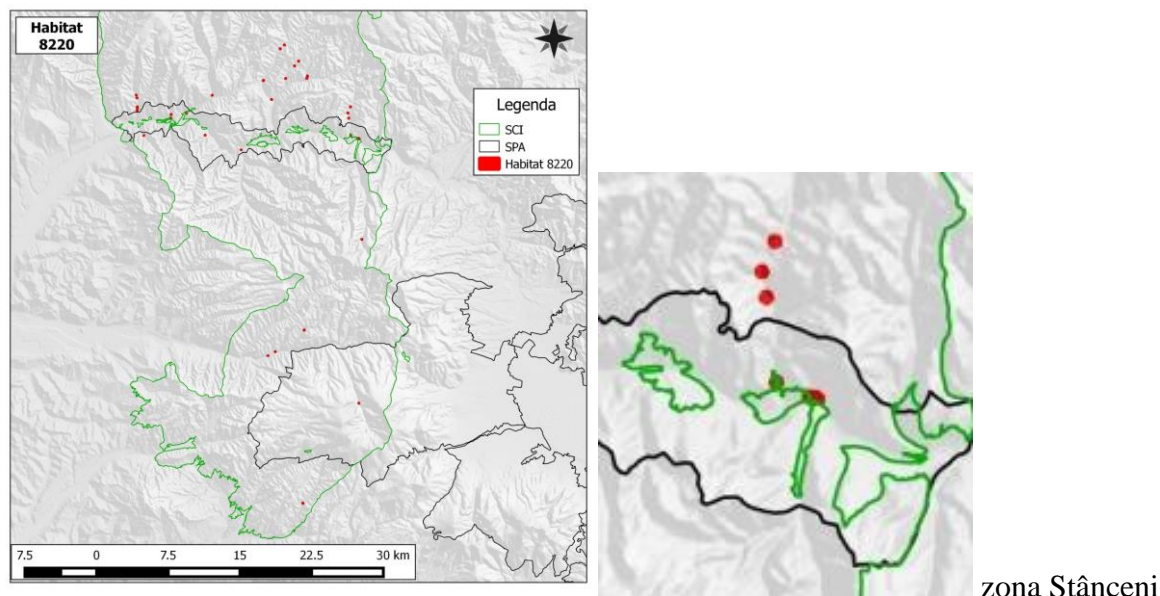 Habitat
8220
Legenda
SCI
SPA
Habitat 8220
7.5 0 7.5 15 22.5 30 km
zona Stânceni